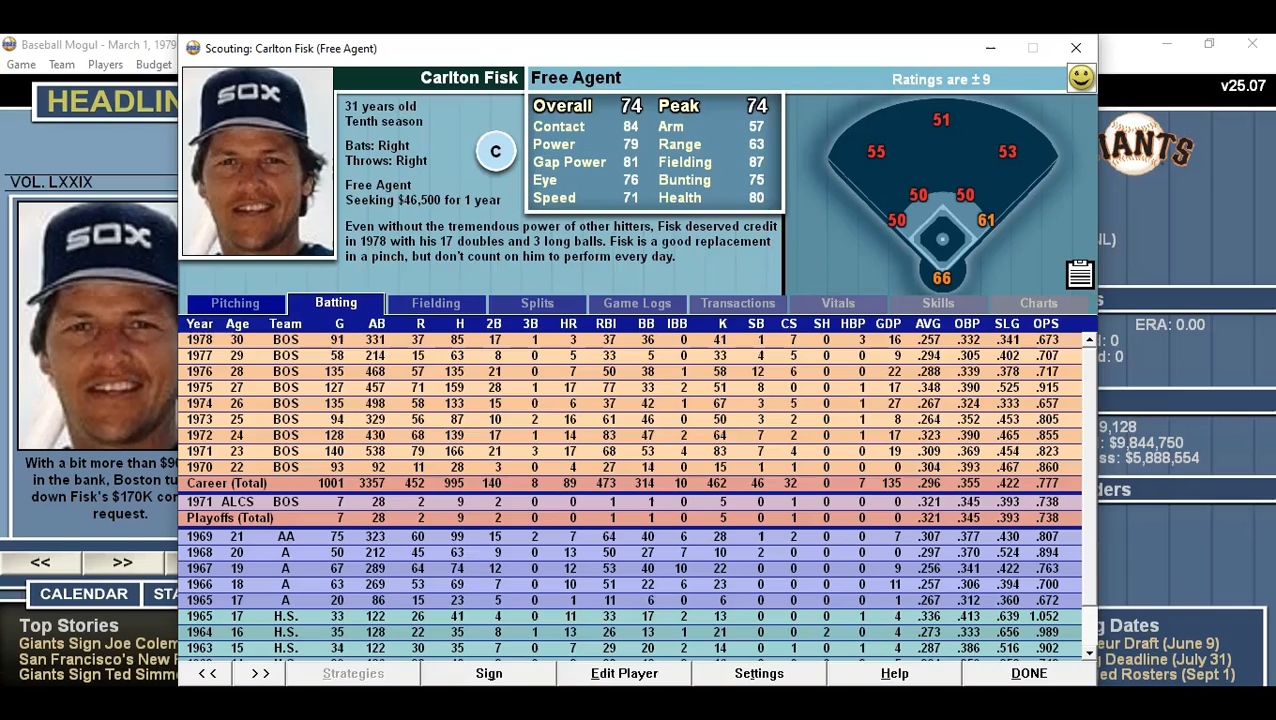 Baseball Mogul - March 1, 1979
Game Team Players Budget
HEADLIN
VOL. LXXIX
With a bit more than $90
in the bank, Boston tu
down Fisk's $170K con
request.
<< >>
CALENDAR STA
Top Stories
Giants Sign Joe Colem
San Francisco's New P
Giants Sign Ted Simm
Scouting: Carlton Fisk (Free Agent)
SOX
Carlton Fisk Free Agent Ratings are ± 9
31 years old
Tenth season
Bats: Right
Throws: Right
Free Agent
Seeking $46,500 for 1 year
C
Overall 74 Peak 74
Contact 84 Arm 57
Power 79 Range 63
Gap Power 81 Fielding 87
Eye 76 Bunting 75
Speed 71 Health 80
Even without the tremendous power of other hitters, Fisk deserved credit
in 1978 with his 17 doubles and 3 long balls. Fisk is a good replacement
in a pinch, but don't count on him to perform every day.
51
55 53
50 50
50 61
66
Pitching Batting Fielding Splits Game Logs Transactions Vitals Skills Charts
Year Age Team G AB R H 2B 3B HR RBI BB IBB K SB CS SH HBP GDP AVG OBP SLG OPS
1978 30 BOS 91 331 37 85 17 1 3 37 36 0 41 1 7 0 3 16 .257 .332 .341 .673
1977 29 BOS 58 214 15 63 8 0 5 33 5 0 33 4 5 0 0 9 .294 .305 .402 .707
1976 28 BOS 135 468 57 135 21 0 7 50 38 1 58 12 6 0 0 22 .288 .339 .378 .717
1975 27 BOS 127 457 71 159 28 1 17 77 33 2 51 8 0 0 1 17 .348 .390 .525 .915
1974 26 BOS 135 498 58 133 15 0 6 37 42 1 67 3 5 0 1 27 .267 .324 .333 .657
1973 25 BOS 94 329 56 87 10 2 16 61 46 0 50 3 2 0 1 8 .264 .352 .453 .805
1972 24 BOS 128 430 68 139 17 1 14 83 47 2 64 7 2 0 1 17 .323 .390 .465 .855
1971 23 BOS 140 538 79 166 21 3 17 68 53 4 83 7 4 0 0 19 .309 .369 .454 .823
1970 22 BOS 93 92 11 28 3 0 4 27 14 0 15 1 1 0 0 0 .304 .393 .467 .860
Career (Total) 1001 3357 452 995 140 8 89 473 314 10 462 46 32 0 7 135 .296 .355 .422 .777
1971 ALCS BOS 7 28 2 9 2 0 0 1 1 0 5 0 1 0 0 0 .321 .345 .393 .738
Playoffs (Total) 7 28 2 9 2 0 0 1 1 0 5 0 1 0 0 0 .321 .345 .393 .738
1969 21 AA 75 323 60 99 15 2 7 64 40 6 28 1 2 0 0 7 .307 .377 .430 .807
1968 20 A 50 212 45 63 9 0 13 50 27 7 10 2 0 0 0 0 .297 .370 .524 .894
1967 19 A 67 289 64 74 12 0 12 53 40 10 22 0 0 0 0 9 .256 .341 .422 .763
1966 18 A 63 269 53 69 7 0 10 51 22 6 23 0 0 0 0 11 .257 .306 .394 .700
1965 17 A 20 86 15 23 5 0 1 11 6 0 6 0 0 0 0 1 .267 .312 .360 .672
1965 17 H.S. 33 122 26 41 4 0 11 33 17 2 13 0 0 0 1 4 .336 .413 .639 1.052
1964 16 H.S. 35 128 22 35 8 1 13 26 13 1 21 0 0 2 0 4 .273 .333 .656 .989
1963 15 H.S. 34 122 30 35 7 0 7 29 20 2 14 0 0 0 1 4 .287 .386 .516 .902
<< >> Strategies Sign Edit Player Settings Help DONE
v25.07
GIANTS
NL)
ERA: 0.00
9,128
$9,844,750
ss: $5,888,554
ders
g Dates
eur Draft (June 9)
g Deadline (July 31)
ed Rosters (Sept 1)